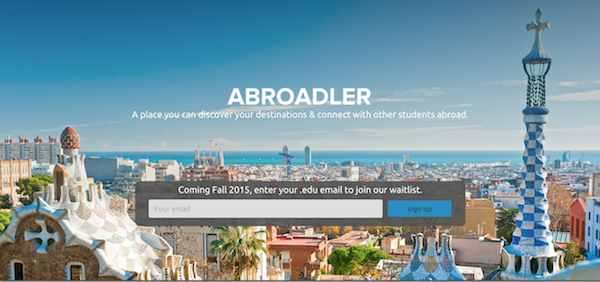 ABROADLER
A place you can discover your destinations & connect with other students abroad.
Coming Fall 2015, enter your .edu email to join our waitlist.
Your email
sign up